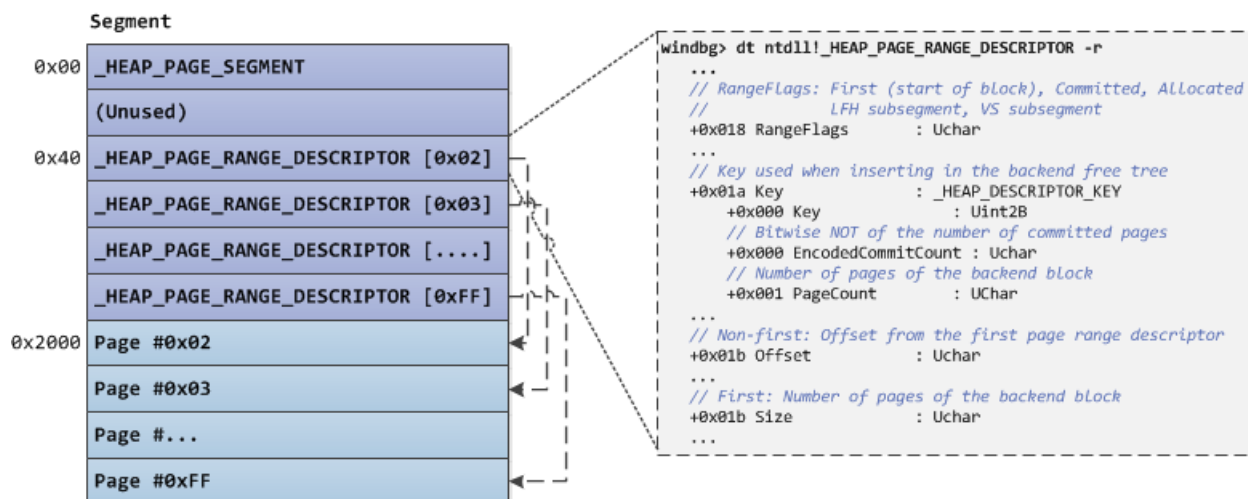 Segment
0x00 _HEAP_PAGE_SEGMENT
(Unused)
0x40 _HEAP_PAGE_RANGE_DESCRIPTOR [0x02]
_HEAP_PAGE_RANGE_DESCRIPTOR [0x03]
_HEAP_PAGE_RANGE_DESCRIPTOR [....]
_HEAP_PAGE_RANGE_DESCRIPTOR [0xFF]
0x2000 Page #0x02
Page #0x03
Page #...
Page #0xFF
windbg> dt ntdll!_HEAP_PAGE_RANGE_DESCRIPTOR -r
...
// RangeFlags: First (start of block), Committed, Allocated
// LFH subsegment, VS subsegment
+0x018 RangeFlags : Uchar
...
// Key used when inserting in the backend free tree
+0x01a Key : _HEAP_DESCRIPTOR_KEY
+0x000 Key : Uint2B
// Bitwise NOT of the number of committed pages
+0x000 EncodedCommitCount : Uchar
// Number of pages of the backend block
+0x001 PageCount : UChar
...
// Non-first: Offset from the first page range descriptor
+0x01b Offset : Uchar
...
// First: Number of pages of the backend block
+0x01b Size : Uchar
...